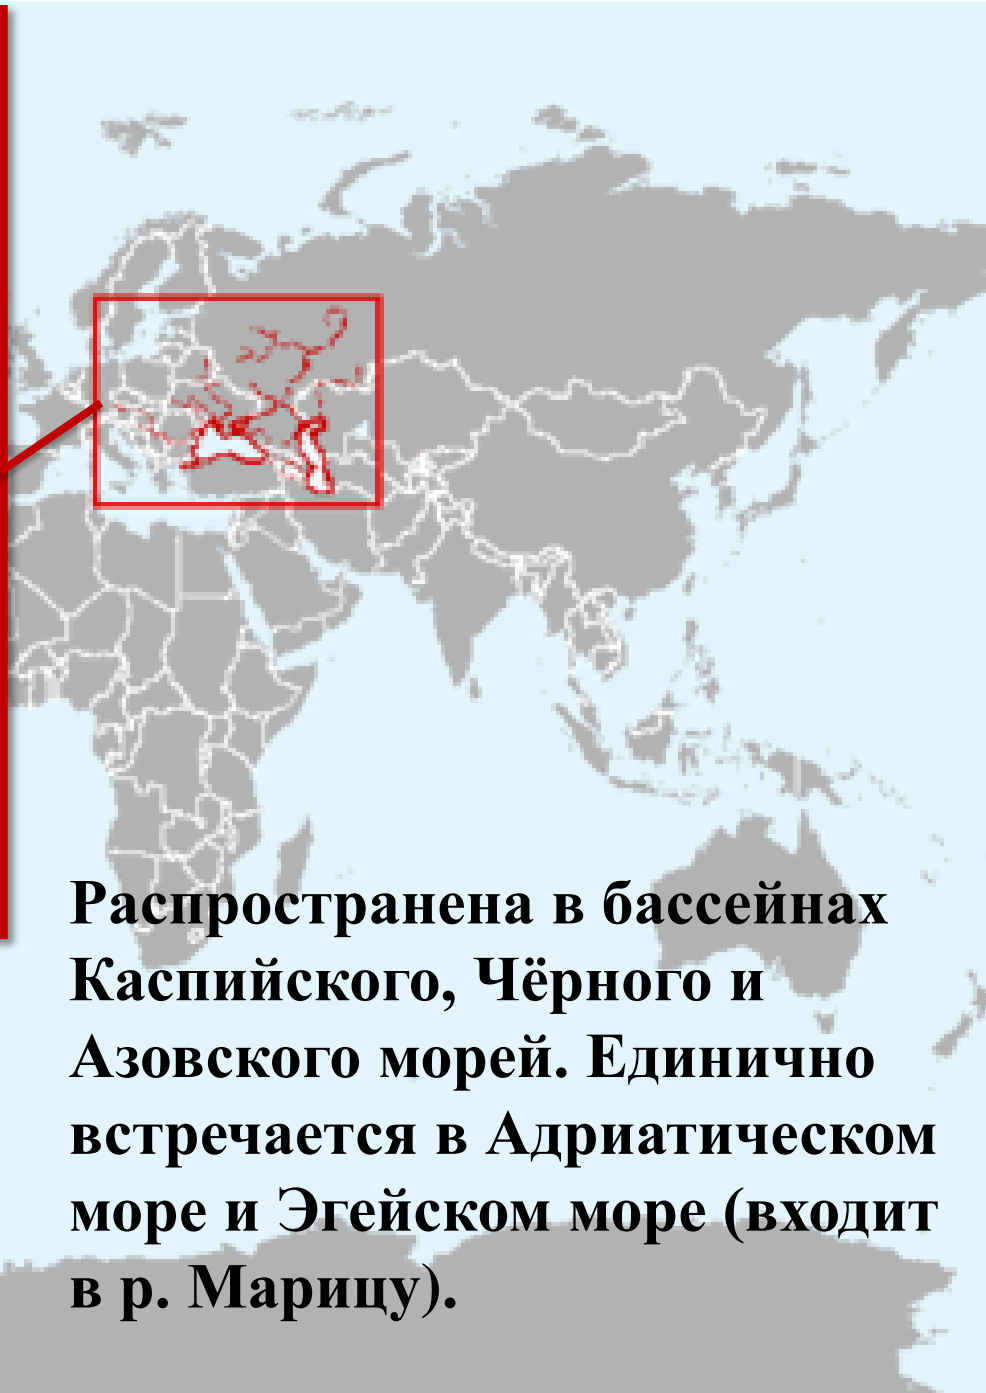 Распространена в бассейнах
Каспийского, Чёрного и
Азовского морей. Единично
встречается в Адриатическом
море и Эгейском море (входит
в р. Марицу).